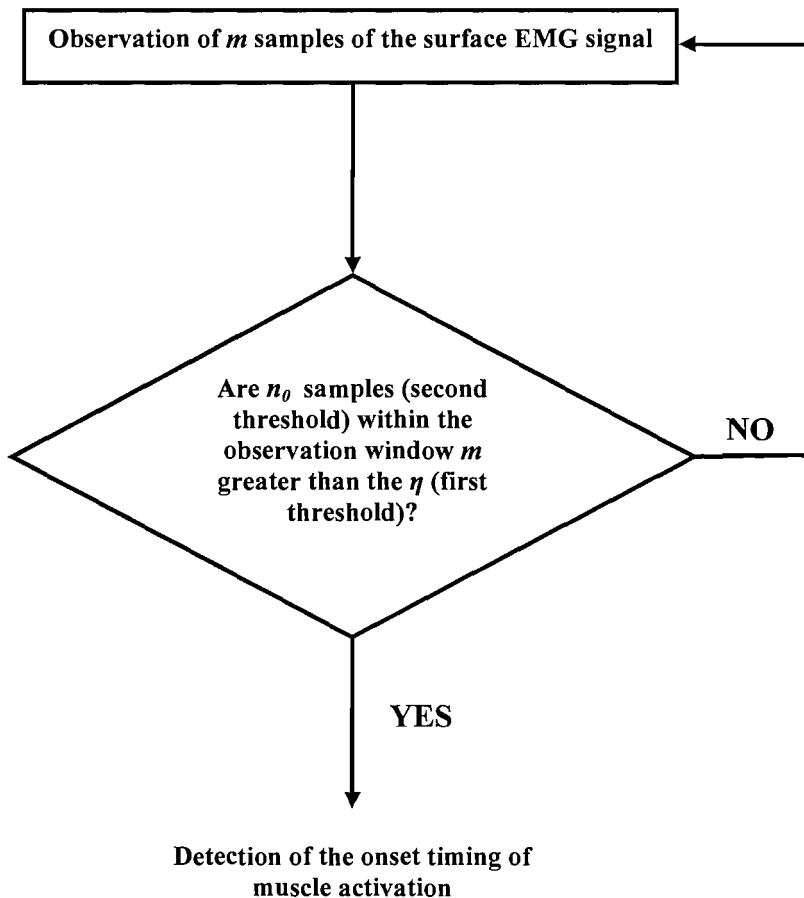 Observation of m samples of the surface EMG signal
Are n₀ samples (second
threshold) within the
observation window m
greater than the η (first
threshold)?
NO
YES
Detection of the onset timing of
muscle activation